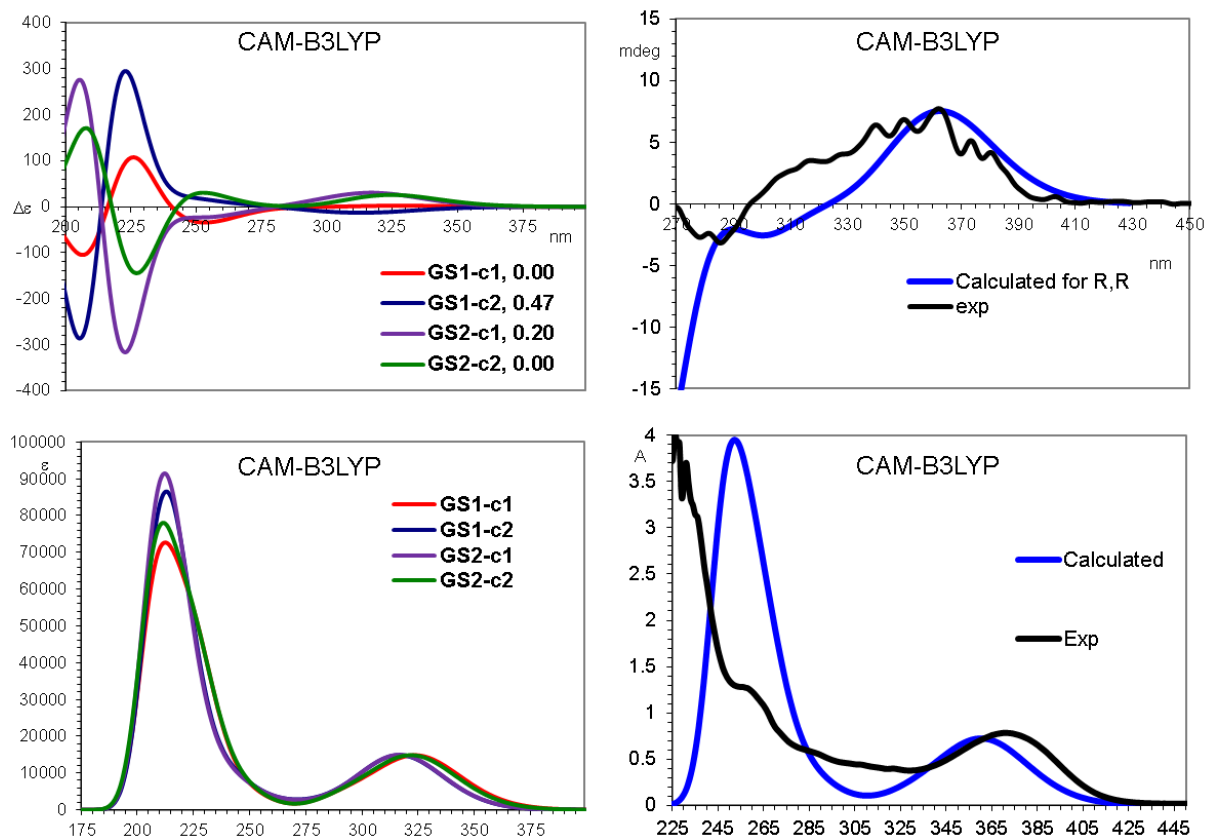 CAM-B3LYP
400
300
200
100
0
Δε
-100
-200
-300
-400
200 225 250 275 300 325 350 375
nm
GS1-c1, 0.00
GS1-c2, 0.47
GS2-c1, 0.20
GS2-c2, 0.00
CAM-B3LYP
15
mdeg
10
5
0
-5
-10
-15
270 290 310 330 350 370 390 410 430 450
nm
Calculated for R,R
exp
CAM-B3LYP
100000
ε
90000
80000
70000
60000
50000
40000
30000
20000
10000
0
175 200 225 250 275 300 325 350 375
GS1-c1
GS1-c2
GS2-c1
GS2-c2
CAM-B3LYP
4
A
3.5
3
2.5
2
1.5
1
0.5
0
225 245 265 285 305 325 345 365 385 405 425 445
Calculated
Exp